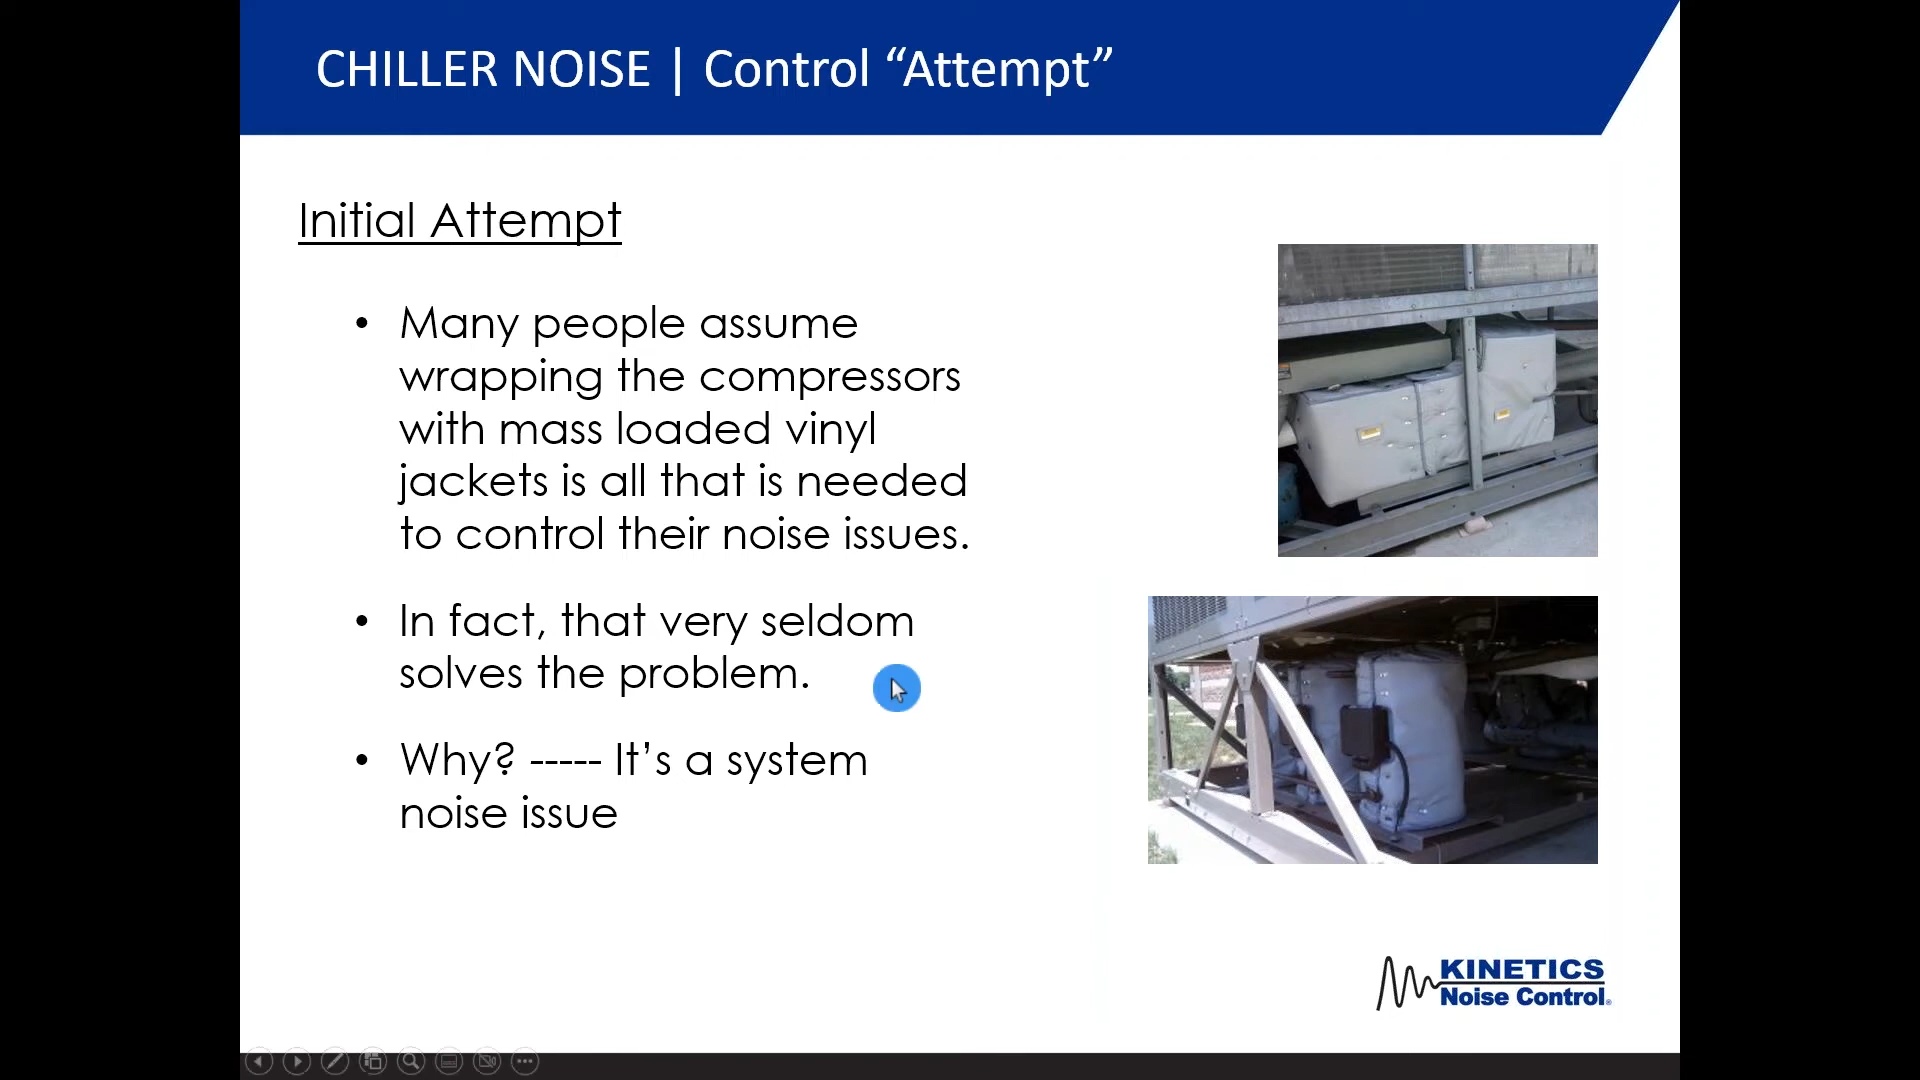 CHILLER NOISE | Control “Attempt”
Initial Attempt
• Many people assume
wrapping the compressors
with mass loaded vinyl
jackets is all that is needed
to control their noise issues.
• In fact, that very seldom
solves the problem.
• Why? ----- It’s a system
noise issue
KINETICS
Noise Control®